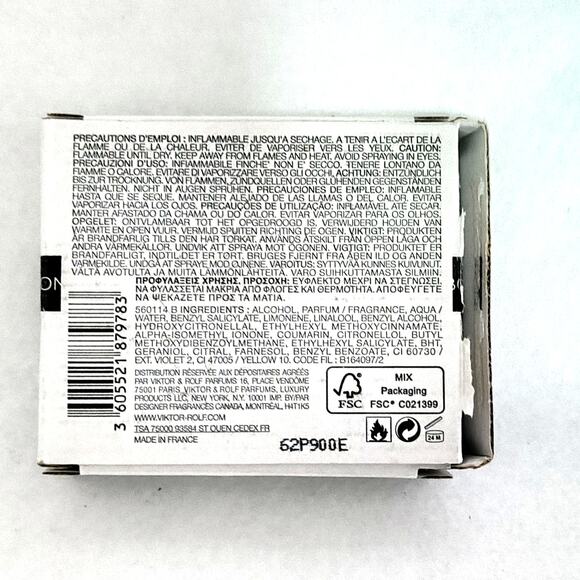 PRECAUTIONS D'EMPLOI : INFLAMMABLE JUSQU'A SECHAGE. A TENIR A L'ECART DE LA
FLAMME OU DE LA CHALEUR. EVITER DE VAPORISER VERS LES YEUX. CAUTION:
FLAMMABLE UNTIL DRY. KEEP AWAY FROM FLAMES AND HEAT. AVOID SPRAYING IN EYES.
PRECAUZIONI D'USO: INFIAMMABILE FINCHE' NON E' SECCO. TENERE LONTANO DA
FIAMME O CALORE. EVITARE DI VAPORIZZARE VERSO GLI OCCHI. ACHTUNG: ENTZÜNDLICH
BIS ZUR TROCKNUNG. VON FLAMMEN, ZÜNDQUELLEN ODER GLÜHENDEN GEGENSTÄNDEN
FERNHALTEN. NICHT IN AUGEN SPRÜHEN. PRECAUCIONES DE EMPLEO: INFLAMABLE
HASTA QUE SE SEQUE. MANTENER ALEJADO DE LAS LLAMAS O DEL CALOR. EVITAR
VAPORIZAR HACIA LOS OJOS. PRECAUÇÕES DE UTILIZAÇÃO: INFLAMÁVEL ATÉ SECAR.
MANTER AFASTADO DA CHAMA OU DO CALOR. EVITAR VAPORIZAR PARA OS OLHOS.
OPGELET: ONTVLAMBAAR TOT HET OPGEDROOGD IS. VERWIJDERD HOUDEN VAN
WARMTE EN OPEN VUUR. VERMIJD SPUITEN RICHTING DE OGEN. VIKTIGT: PRODUKTEN
ÄR BRANDFARLIG TILLS DEN HAR TORKAT. ANVÄNDS ÅTSKILT FRÅN ÖPPEN LÅGA OCH
ANDRA VÄRMEKÄLLOR. UNDVIK ATT SPRAYA MOT ÖGONEN. VIGTIGT: PRODUKTET ER
BRANDFARLIGT, INDTIL DET ER TØRT. BRUGES FJERNT FRA ÅBEN ILD OG ANDEN
VARMEKILDE. UNDGÅ AT SPRAYE MOD ØJNENE. VAROITUS: SYTTYVÄÄ KUNNES KUIVUNUT.
VÄLTÄ AVOTULTA JA MUITA LÄMMÖNLÄHTEITÄ. VARO SUIHKUTTAMASTA SILMIIN.
ΠΡΟΦΥΛΑΞΕΙΣ ΧΡΗΣΗΣ, ΠΡΟΣΟΧΗ: ΕΥΦΛΕΚΤΟ ΜΕΧΡΙ ΝΑ ΣΤΕΓΝΩΣΕΙ,
ΝΑ ΦΥΛΑΣΣΕΤΑΙ ΜΑΚΡΙΑ ΑΠΟ ΦΛΟΓΕΣ ΚΑΙ ΘΕΡΜΟΤΗΤΑ. ΑΠΟΦΕΥΓΕΤΕ
ΝΑ ΨΕΚΑΖΕΤΕ ΠΡΟΣ ΤΑ ΜΑΤΙΑ.
560114 B INGREDIENTS : ALCOHOL, PARFUM / FRAGRANCE, AQUA /
WATER, BENZYL SALICYLATE, LIMONENE, LINALOOL, BENZYL ALCOHOL,
HYDROXYCITRONELLAL, ETHYLHEXYL METHOXYCINNAMATE,
ALPHA-ISOMETHYL IONONE, COUMARIN, CITRONELLOL, BUTYL
METHOXYDIBENZOYLMETHANE, ETHYLHEXYL SALICYLATE, BHT,
GERANIOL, CITRAL, FARNESOL, BENZYL BENZOATE, CI 60730 /
EXT. VIOLET 2, CI 47005 / YELLOW 10. CODE FIL : B164097/2
DISTRIBUTION RÉSERVÉE AUX DÉPOSITAIRES AGRÉÉS
PAR VIKTOR & ROLF PARFUMS 16, PLACE VENDÔME
75001 PARIS. VIKTOR & ROLF PARFUMS, LUXURY
PRODUCTS LLC, NEW YORK, N.Y. 10001 IMP. BY/PAR
DESIGNER FRAGRANCES CANADA, MONTRÉAL, H4T1K5
WWW.VIKTOR-ROLF.COM
TSA 75000 93584 ST OUEN CEDEX FR
MADE IN FRANCE
3 605521 879783
FSC
MIX
Packaging
FSC® C021399
24 M
62P900E
ON